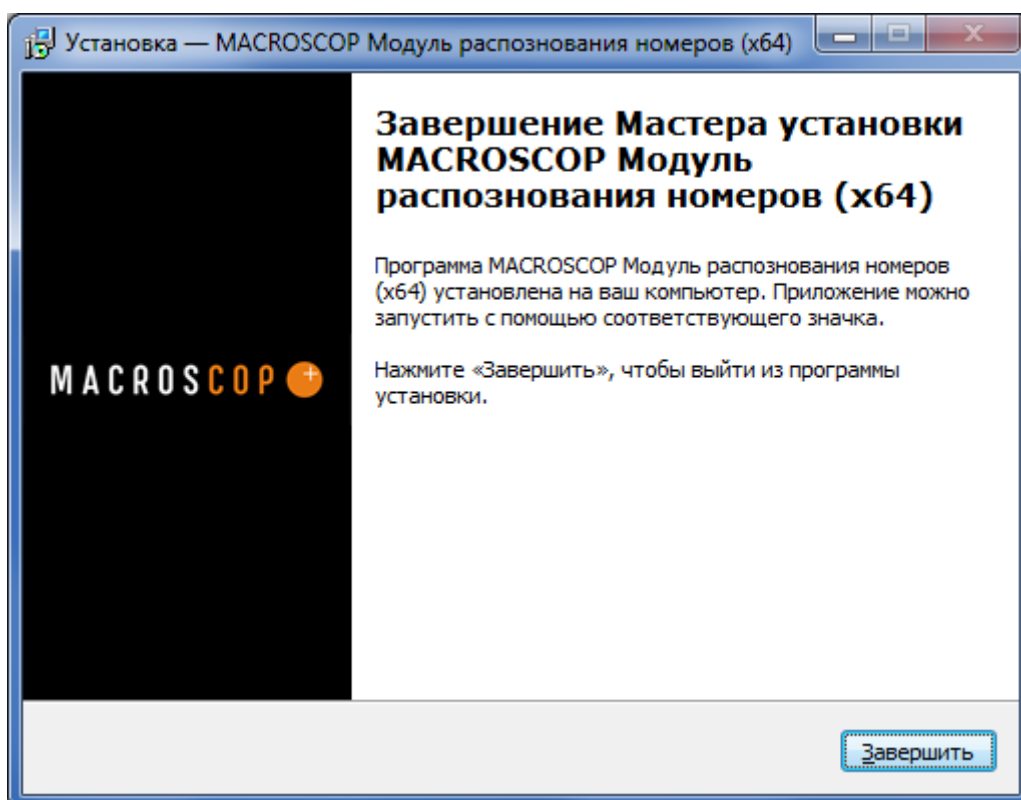 Установка — MACROSCOP Модуль распознования номеров (x64)
Завершение Мастера установки
MACROSCOP Модуль
распознования номеров (x64)
Программа MACROSCOP Модуль распознования номеров
(x64) установлена на ваш компьютер. Приложение можно
запустить с помощью соответствующего значка.
Нажмите «Завершить», чтобы выйти из программы
установки.
MACROSCOP
Завершить